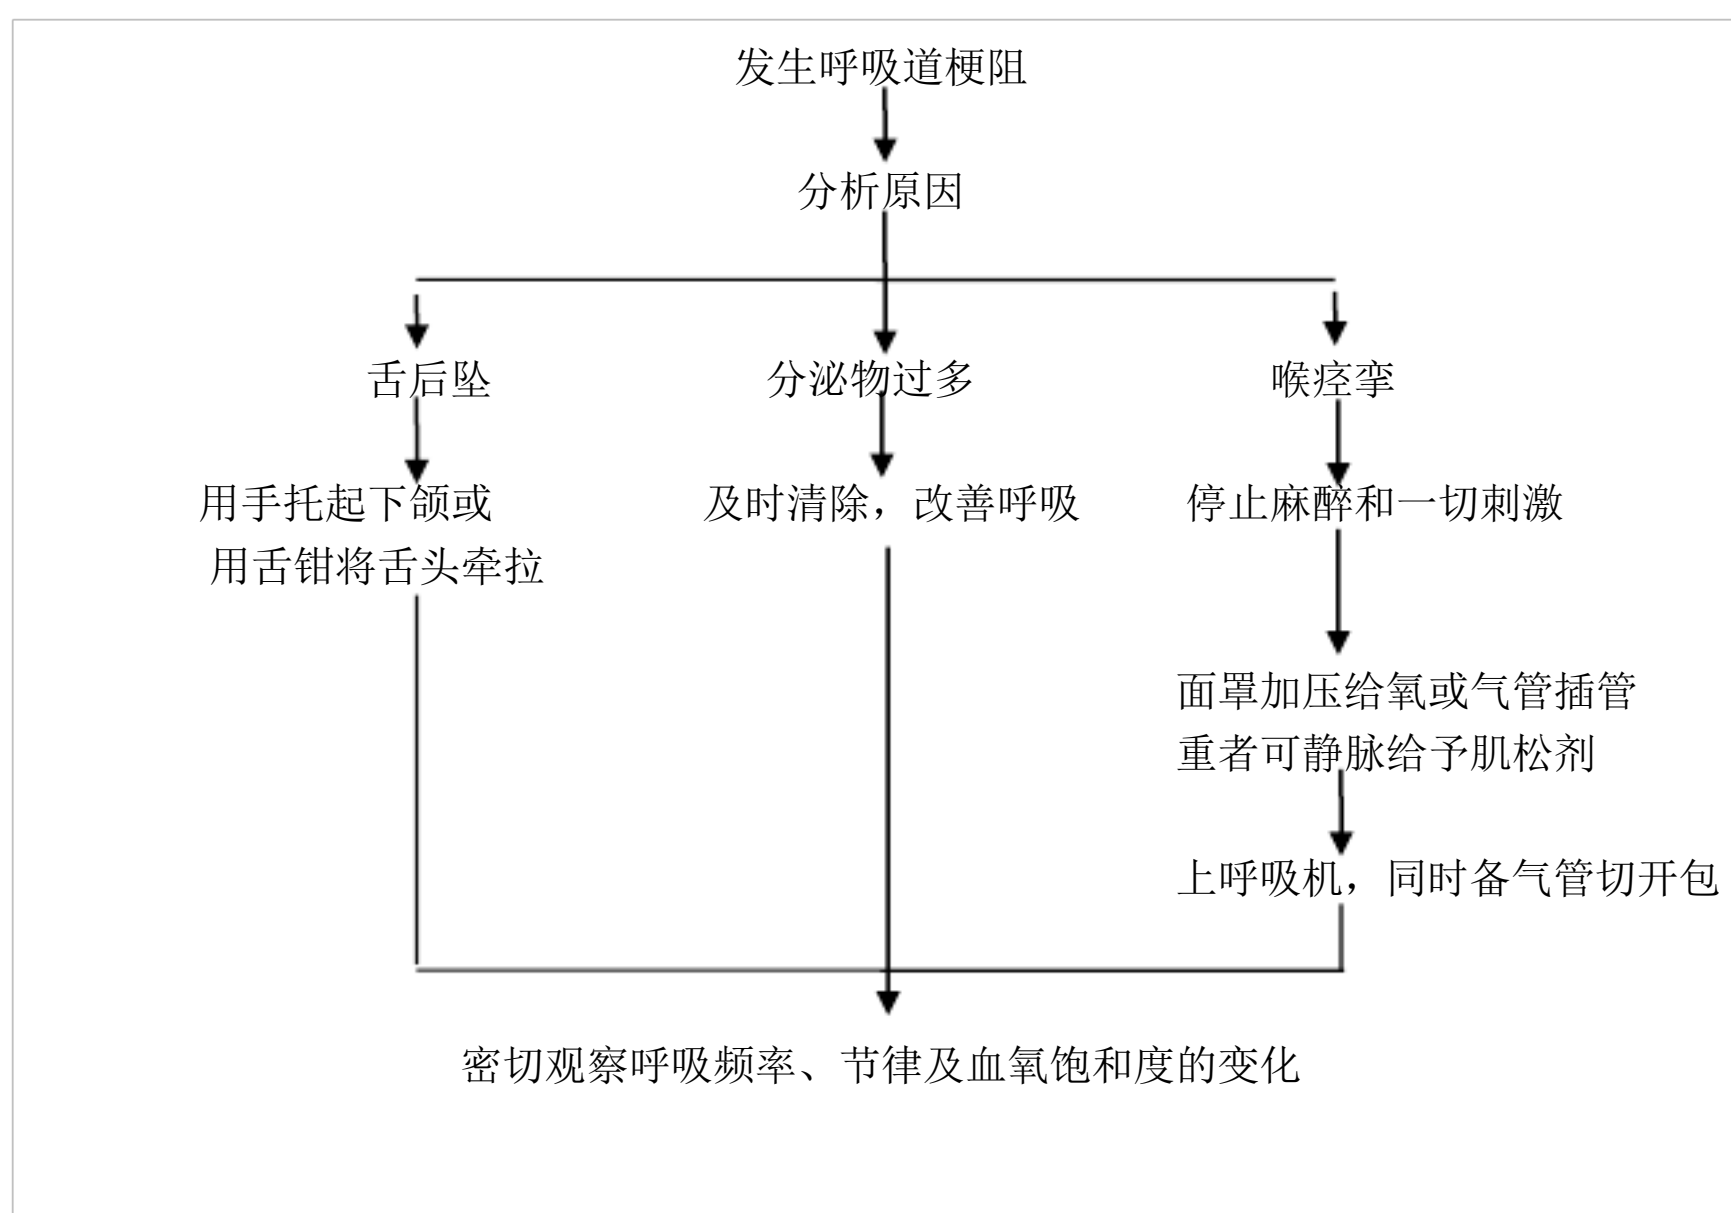 发生呼吸道梗阻
分析原因
舌后坠
分泌物过多
喉痉挛
用手托起下颌或
用舌钳将舌头牵拉
及时清除，改善呼吸
停止麻醉和一切刺激
面罩加压给氧或气管插管
重者可静脉给予肌松剂
上呼吸机，同时备气管切开包
密切观察呼吸频率、节律及血氧饱和度的变化